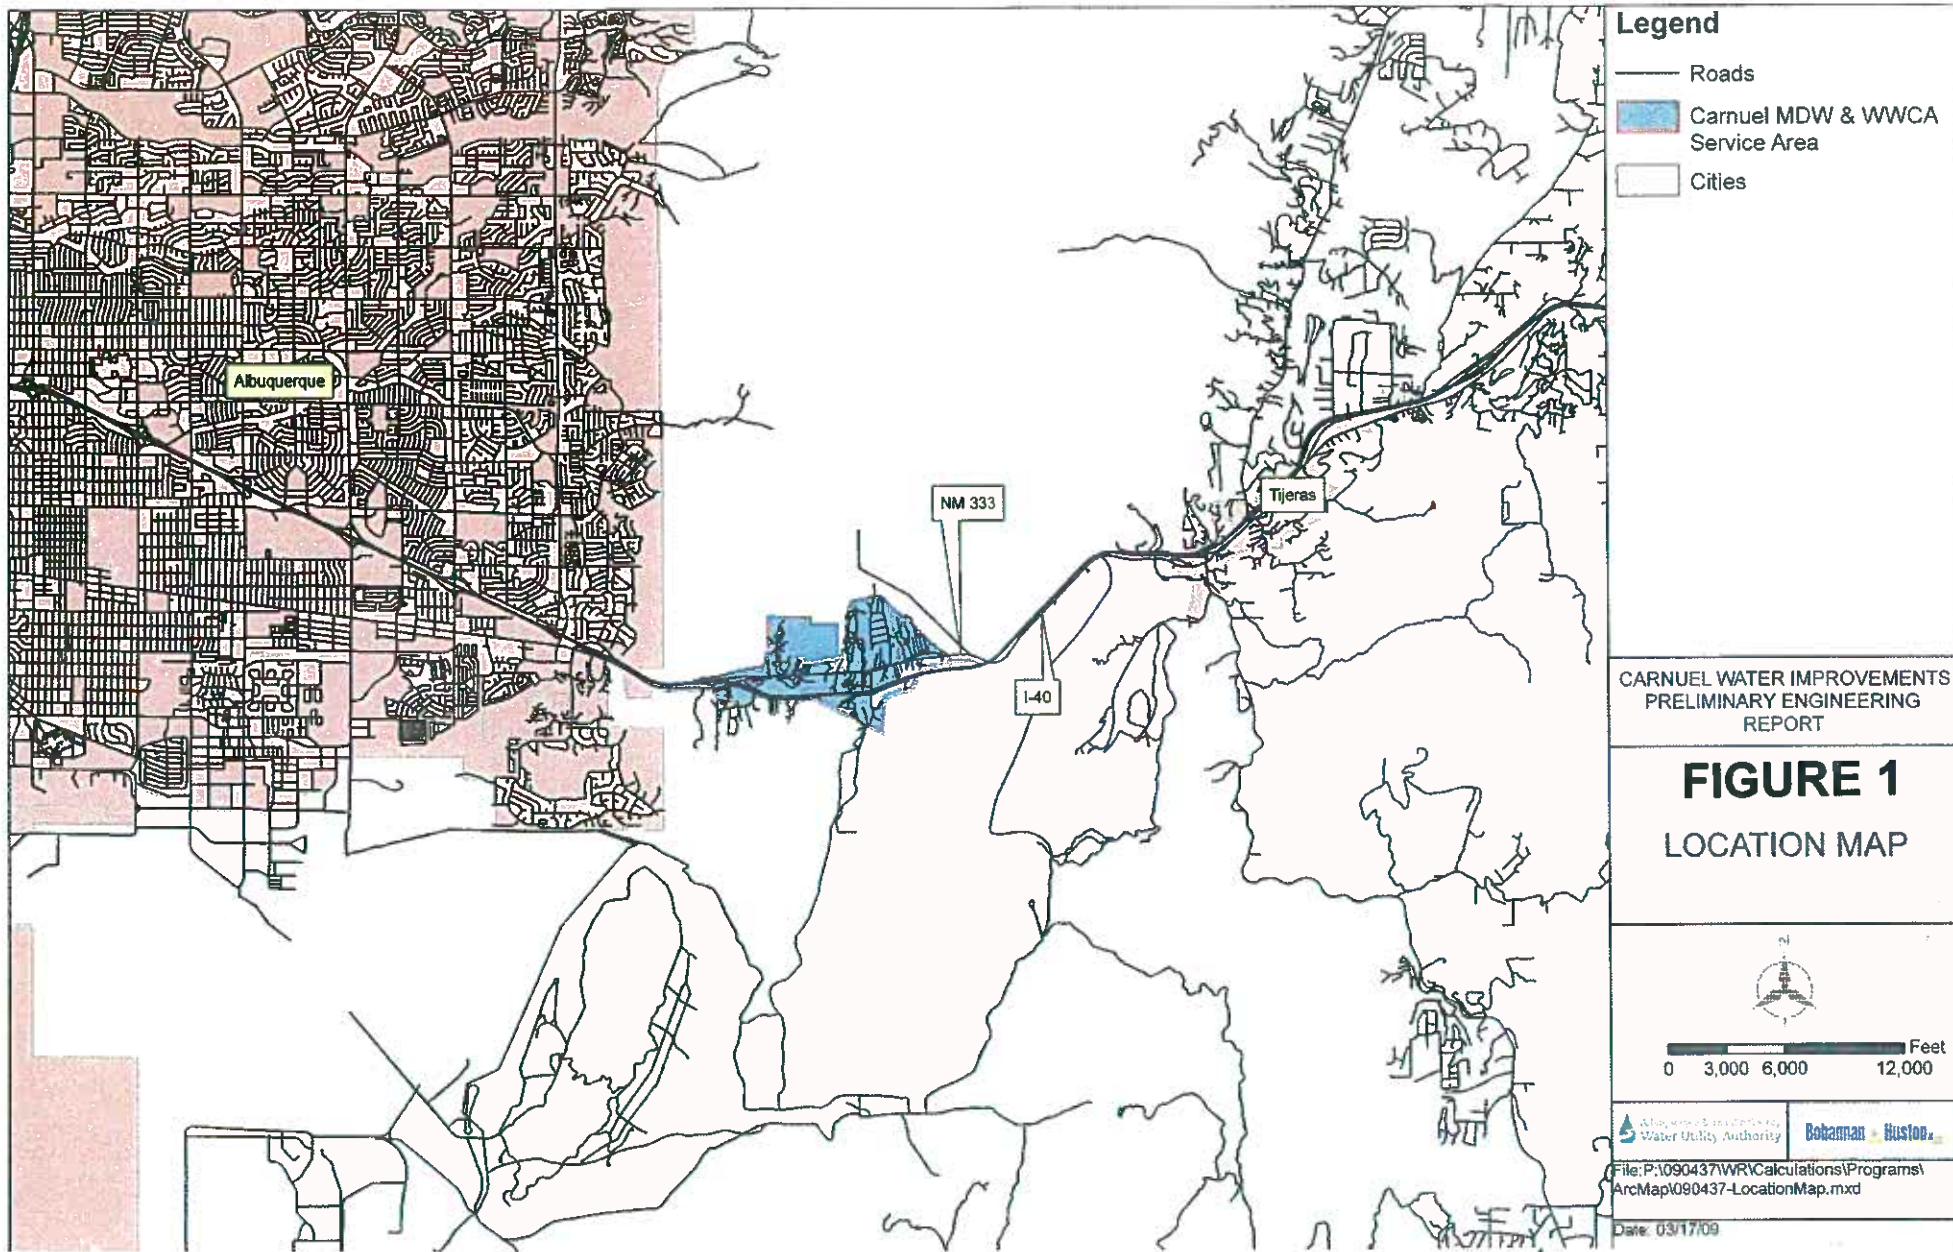 Legend
Roads
Carnuel MDW & WWCA
Service Area
Cities
Albuquerque
NM 333
Tijeras
I-40
CARNUEL WATER IMPROVEMENTS
PRELIMINARY ENGINEERING
REPORT
FIGURE 1
LOCATION MAP
Feet
0 3,000 6,000 12,000
Water Utility Authority
Bohannan Huston
File:P:\090437\WR\Calculations\Programs\
ArcMap\090437-LocationMap.mxd
Date: 03/17/09